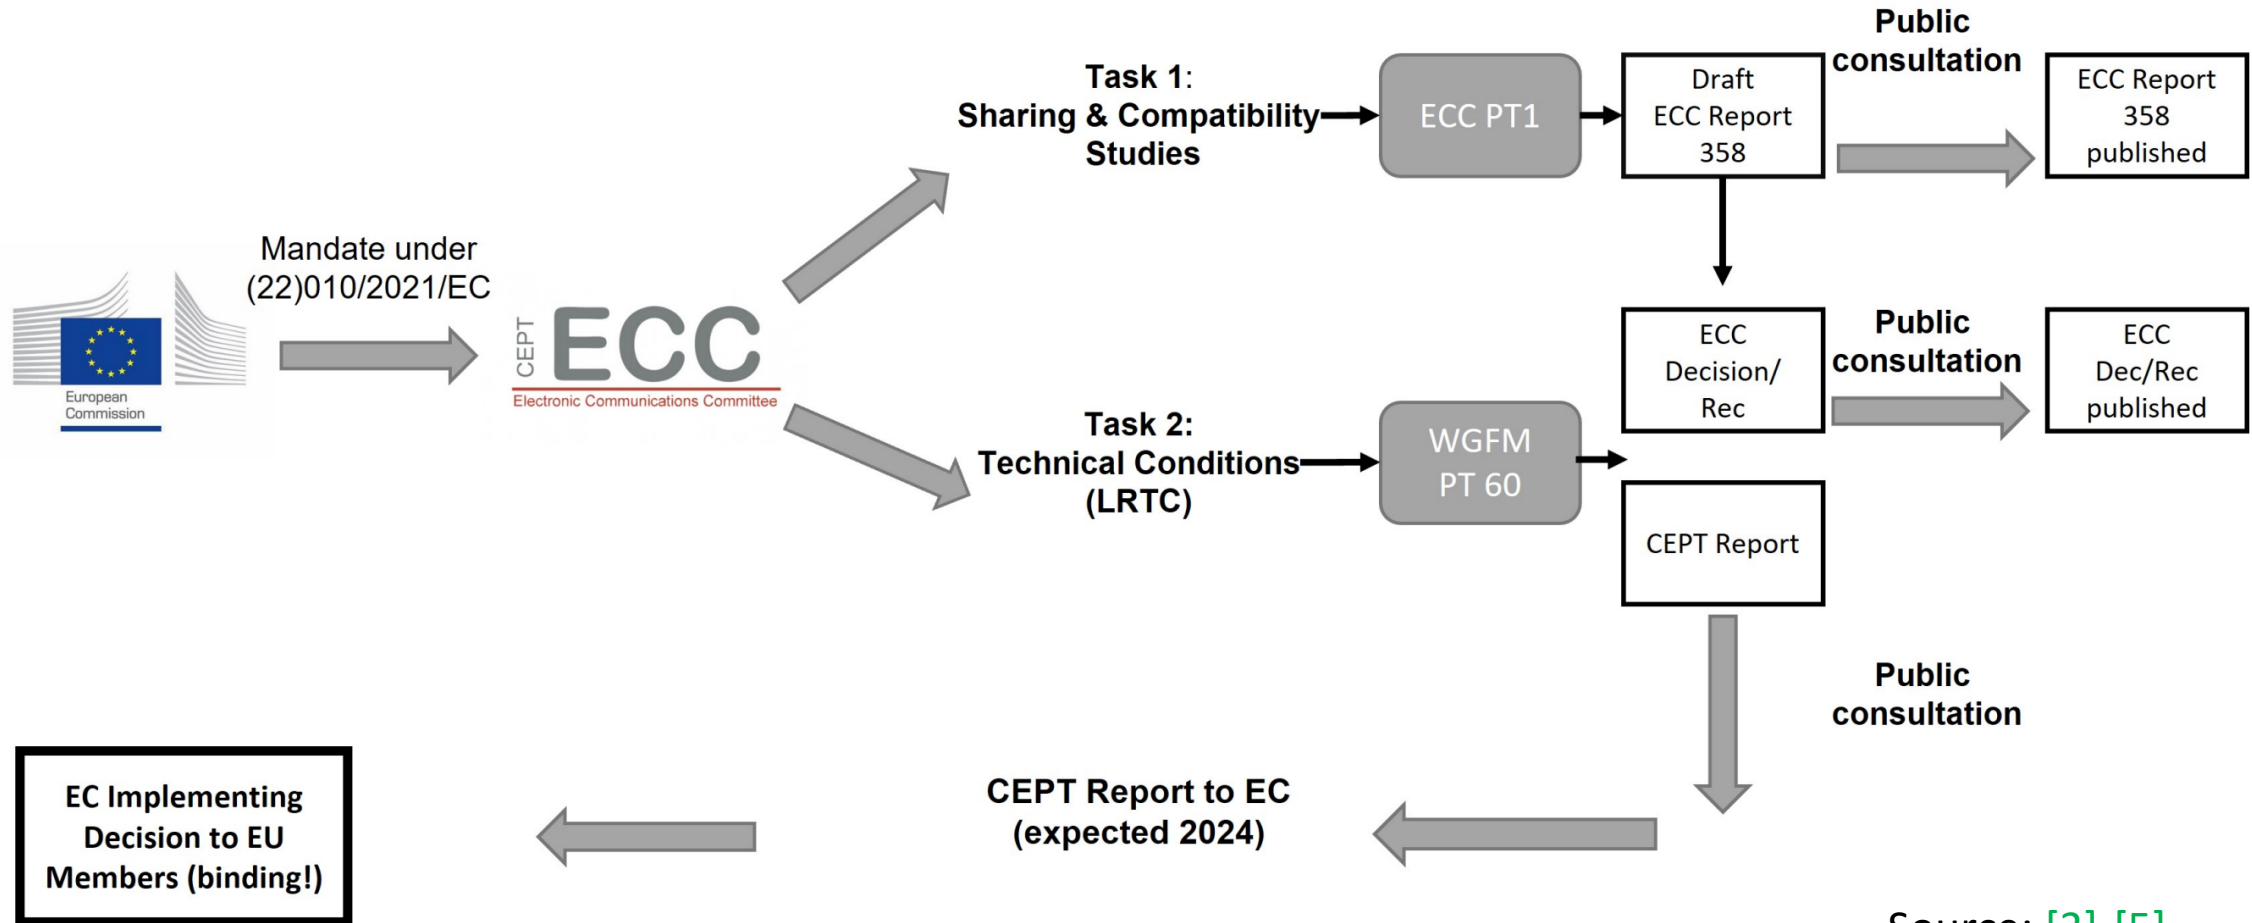 Public
consultation
Task 1:
Sharing & Compatibility
Studies
ECC PT1
Draft
ECC Report
358
ECC Report
358
published
Mandate under
(22)010/2021/EC
European
Commission
CEPT
ECC
Electronic Communications Committee
ECC
Decision/
Rec
Public
consultation
ECC
Dec/Rec
published
Task 2:
Technical Conditions
(LRTC)
WGFM
PT 60
CEPT Report
Public
consultation
CEPT Report to EC
(expected 2024)
EC Implementing
Decision to EU
Members (binding!)
Source: [2]-[5]